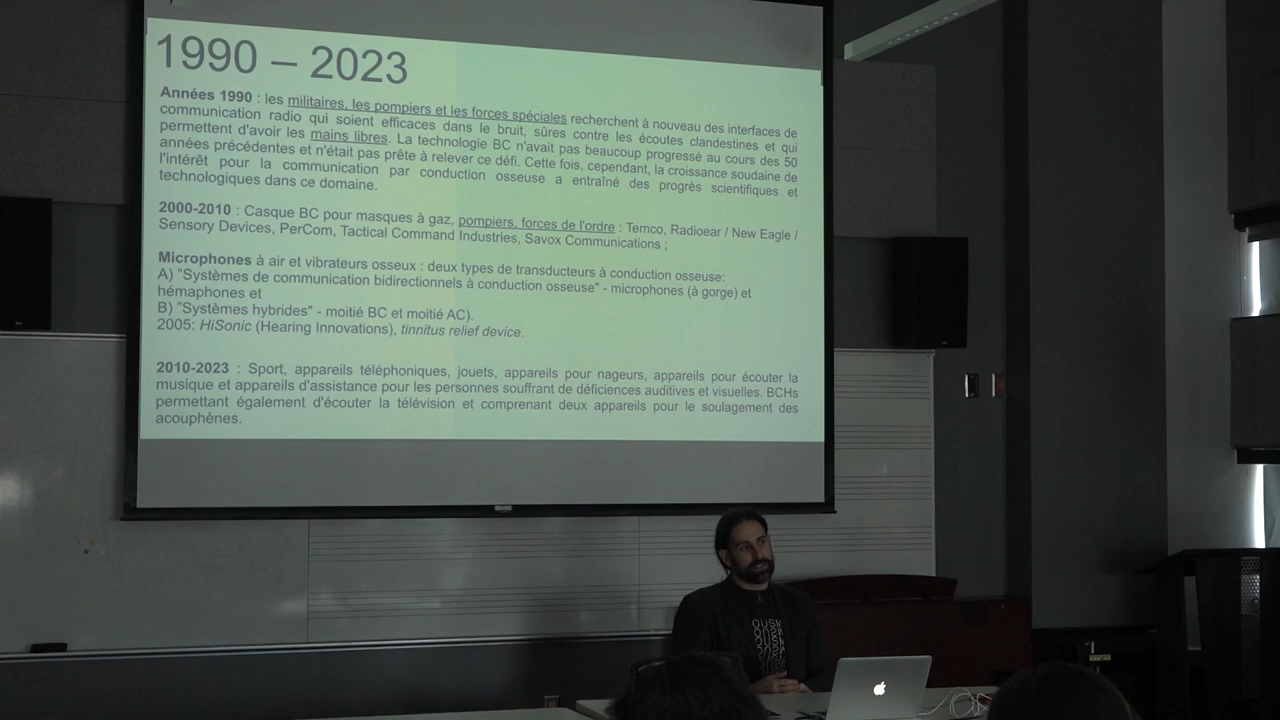 1990 – 2023
Années 1990 : les militaires, les pompiers et les forces spéciales recherchent à nouveau des interfaces de
communication radio qui soient efficaces dans le bruit, sûres contre les écoutes clandestines et qui
permettent d'avoir les mains libres. La technologie BC n'avait pas beaucoup progressé au cours des 50
années précédentes et n'était pas prête à relever ce défi. Cette fois, cependant, la croissance soudaine de
l'intérêt pour la communication par conduction osseuse a entraîné des progrès scientifiques et
technologiques dans ce domaine.
2000-2010 : Casque BC pour masques à gaz, pompiers, forces de l'ordre : Temco, Radioear / New Eagle /
Sensory Devices, PerCom, Tactical Command Industries, Savox Communications ;
Microphones à air et vibrateurs osseux : deux types de transducteurs à conduction osseuse:
A) "Systèmes de communication bidirectionnels à conduction osseuse" - microphones (à gorge) et
hémaphones et
B) "Systèmes hybrides" - moitié BC et moitié AC).
2005: HiSonic (Hearing Innovations), tinnitus relief device.
2010-2023 : Sport, appareils téléphoniques, jouets, appareils pour nageurs, appareils pour écouter la
musique et appareils d'assistance pour les personnes souffrant de déficiences auditives et visuelles. BCHs
permettant également d'écouter la télévision et comprenant deux appareils pour le soulagement des
acouphènes.